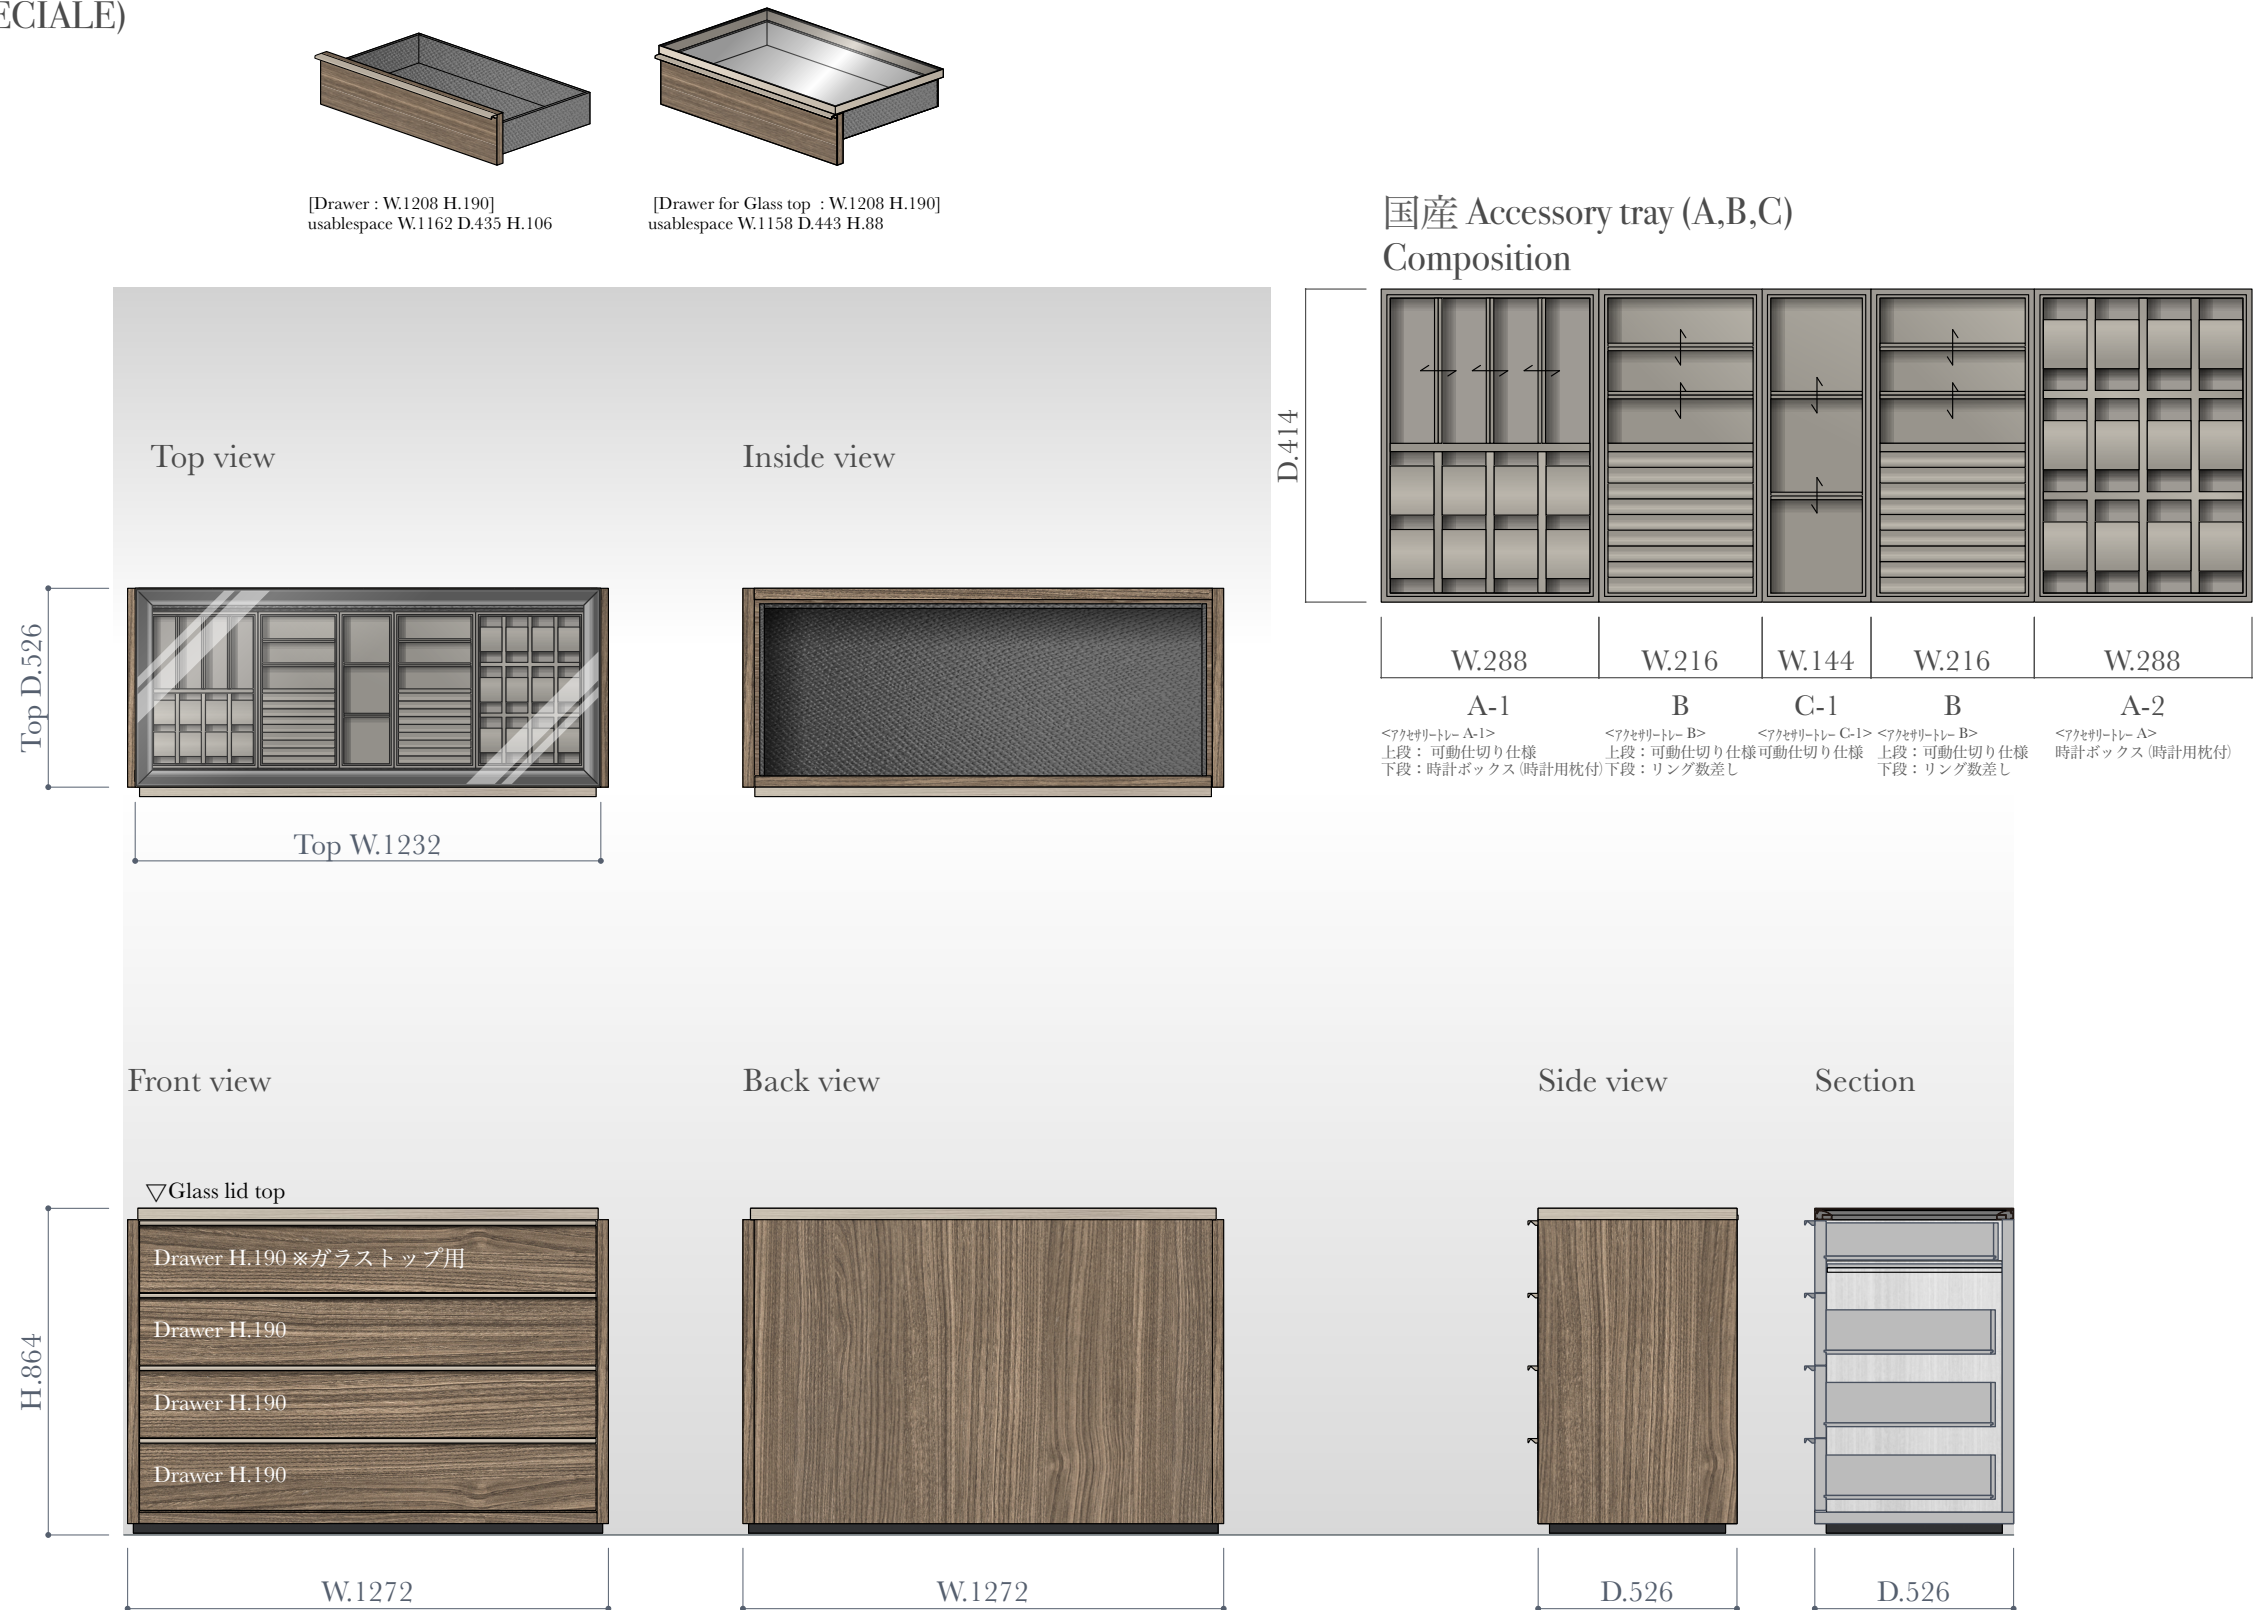 ECIALE)
[Drawer : W.1208 H.190]
usablespace W.1162 D.435 H.106
[Drawer for Glass top : W.1208 H.190]
usablespace W.1158 D.443 H.88
国産 Accessory tray (A,B,C)
Composition
D.414
W.288
W.216
W.144
W.216
W.288
A-1
B
C-1
B
A-2
<アクセサリートレー A-1>
上段： 可動仕切り仕様
下段：時計ボックス（時計用枕付）
<アクセサリートレー B>
上段：可動仕切り仕様
下段：リング数差し
<アクセサリートレー C-1>
可動仕切り仕様
<アクセサリートレー B>
上段：可動仕切り仕様
下段：リング数差し
<アクセサリートレー A>
時計ボックス（時計用枕付）
Top view
Inside view
Top D.526
Top W.1232
Front view
Back view
Side view
Section
▽Glass lid top
Drawer H.190 ※ガラストップ用
Drawer H.190
Drawer H.190
Drawer H.190
H.864
W.1272
W.1272
D.526
D.526